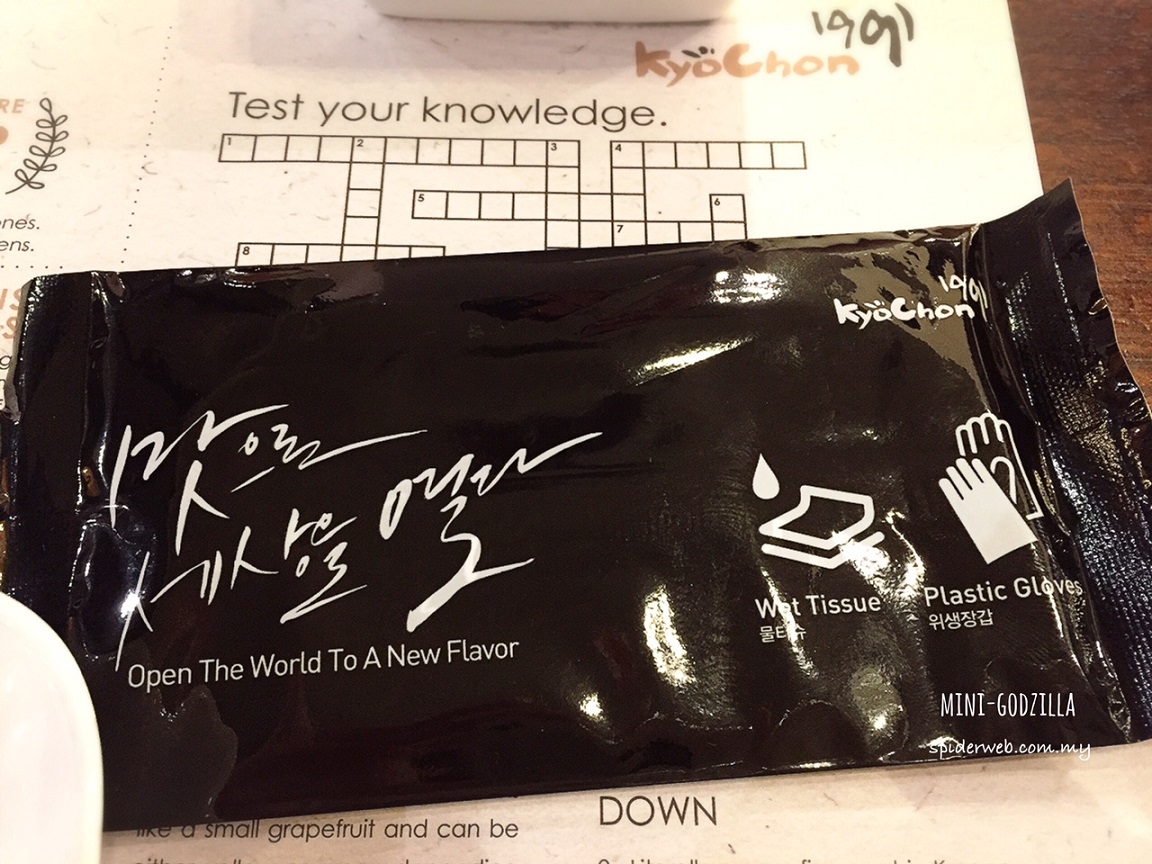 1991
KyoChon
RE
Test your knowledge.
1 2 3 4
5 6
7
8
ens.
1991
KyoChon
맛으로
세상을 열다
Open The World To A New Flavor
Wet Tissue
물티슈
Plastic Gloves
위생장갑
MINI-GODZILLA
spiderweb.com.my
DOWN
like a small grapefruit and can be